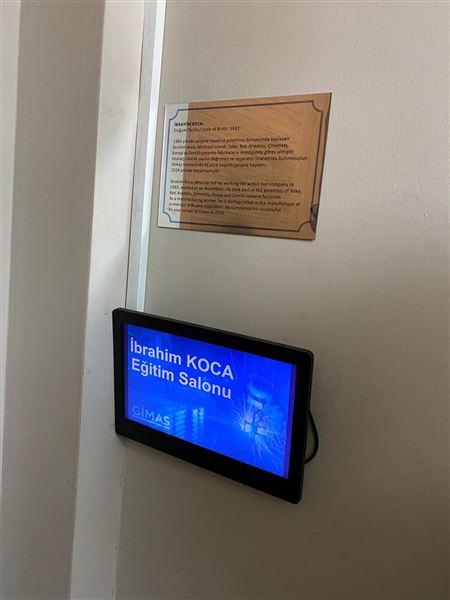 İBRAHİM KOCA:
Doğum Tarihi / Date of Birth: 1961
1983 yılında çalışma hayatına şirketimiz bünyesinde başlayan
İbrahim Koca, Montajcı olarak; Söke, Batı Anadolu, Çimentaş,
Konya ve Denizli çimento fabrikaların montajında görev almıştır.
İmalatçı olarak sayısız değirmen ve separatör imalatında bulunmuştur.
Gimas bünyesinde 41 yıllık başarılı çalışma hayatını
2024 yılında tamamlamıştır.
İbrahim Koca; who started his working life within our company in
1983, worked as an Assembler; he took part in the assembly of Söke,
Batı Anadolu, Çimentaş, Konya and Denizli cement factories.
As a manufacturing worker, he is distinguished in the manufacture of
numerous mills and separators. He completed his successful
41-year career at Gimas in 2024.
İbrahim KOCA
Eğitim Salonu
GİMAS